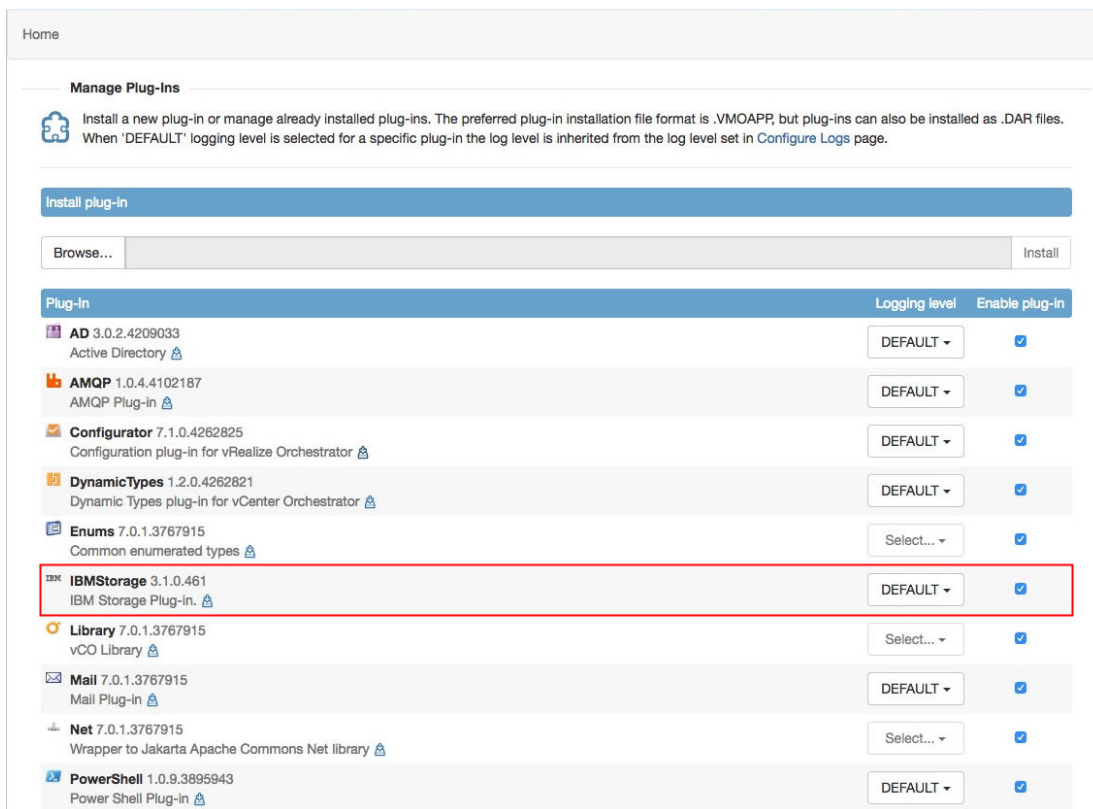 Home
Manage Plug-Ins
Install a new plug-in or manage already installed plug-ins. The preferred plug-in installation file format is .VMOAPP, but plug-ins can also be installed as .DAR files.
When 'DEFAULT' logging level is selected for a specific plug-in the log level is inherited from the log level set in Configure Logs page.
Install plug-in
Browse... Install
Plug-In Logging level Enable plug-in
AD 3.0.2.4209033
Active Directory
DEFAULT
AMQP 1.0.4.4102187
AMQP Plug-in
DEFAULT
Configurator 7.1.0.4262825
Configuration plug-in for vRealize Orchestrator
DEFAULT
DynamicTypes 1.2.0.4262821
Dynamic Types plug-in for vCenter Orchestrator
DEFAULT
Enums 7.0.1.3767915
Common enumerated types
Select...
IBM IBMStorage 3.1.0.461
IBM Storage Plug-in.
DEFAULT
Library 7.0.1.3767915
vCO Library
Select...
Mail 7.0.1.3767915
Mail Plug-in
DEFAULT
Net 7.0.1.3767915
Wrapper to Jakarta Apache Commons Net library
Select...
PowerShell 1.0.9.3895943
Power Shell Plug-in
DEFAULT